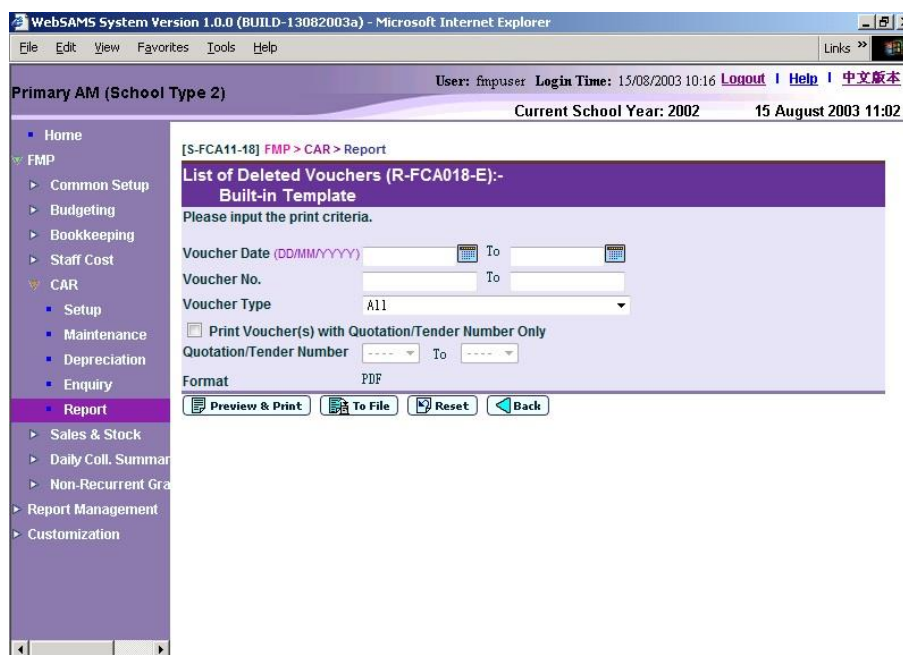 WebSAMS System Version 1.0.0 (BUILD-13082003a) - Microsoft Internet Explorer
File Edit View Favorites Tools Help Links »
Primary AM (School Type 2)
User: fmpuser Login Time: 15/08/2003 10:16 Logout | Help | 中文版本
Current School Year: 2002 15 August 2003 11:02
Home
FMP
Common Setup
Budgeting
Bookkeeping
Staff Cost
CAR
Setup
Maintenance
Depreciation
Enquiry
Report
Sales & Stock
Daily Coll. Summar
Non-Recurrent Gra
Report Management
Customization
[S-FCA11-18] FMP > CAR > Report
List of Deleted Vouchers (R-FCA018-E):-
Built-in Template
Please input the print criteria.
Voucher Date (DD/MM/YYYY) To
Voucher No. To
Voucher Type All
Print Voucher(s) with Quotation/Tender Number Only
Quotation/Tender Number ---- To ----
Format PDF
Preview & Print To File Reset Back